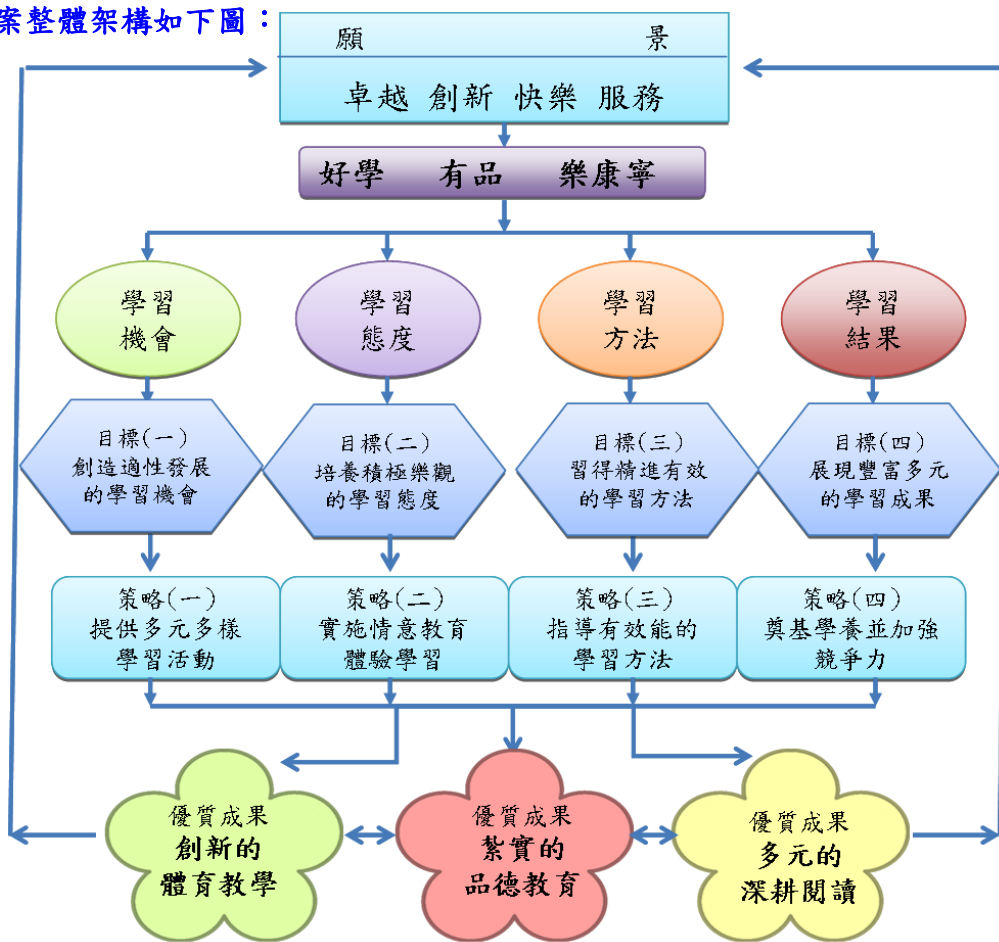 案整體架構如下圖：
願 景
卓越 創新 快樂 服務
好學 有品 樂康寧
學習
機會
學習
態度
學習
方法
學習
結果
目標(一)
創造適性發展
的學習機會
目標(二)
培養積極樂觀
的學習態度
目標(三)
習得精進有效
的學習方法
目標(四)
展現豐富多元
的學習成果
策略(一)
提供多元多樣
學習活動
策略(二)
實施情意教育
體驗學習
策略(三)
指導有效能的
學習方法
策略(四)
奠基學養並加強
競爭力
優質成果
創新的
體育教學
優質成果
紮實的
品德教育
優質成果
多元的
深耕閱讀